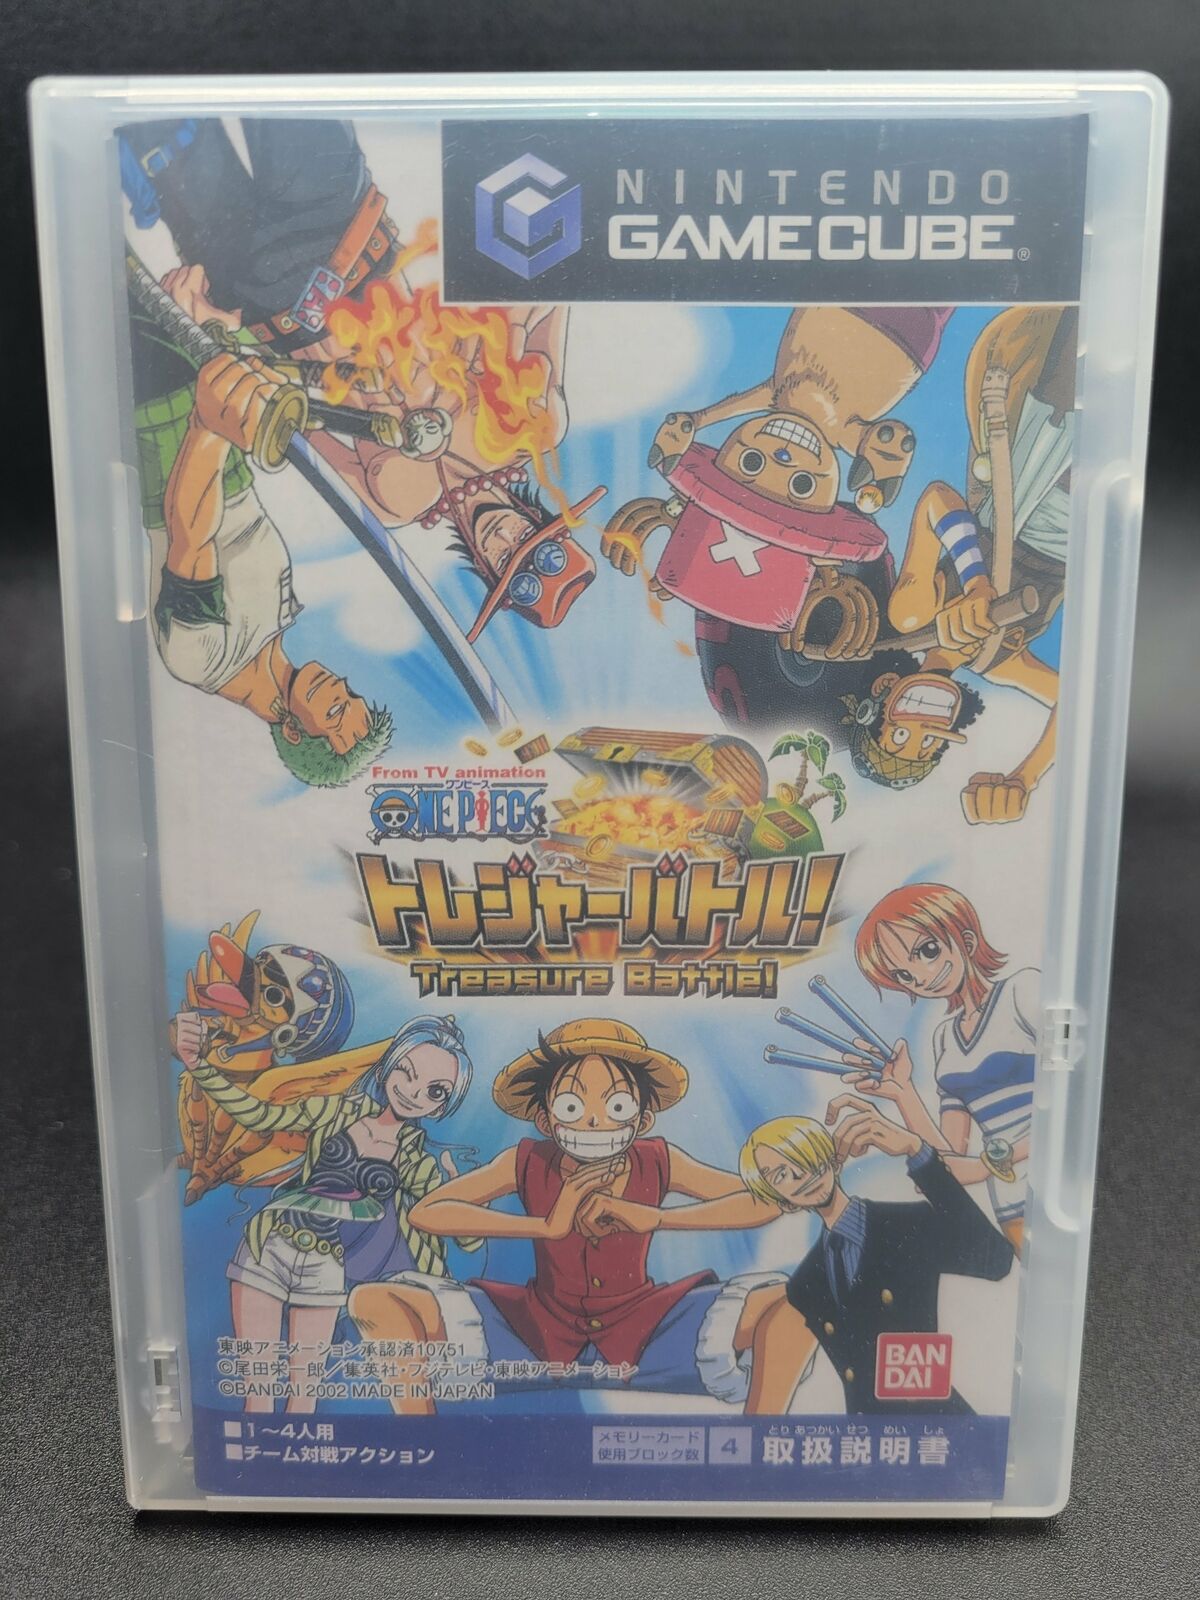 NINTENDO
GAMECUBE®
From TV animation
ワンピース
ONE PIECE
トレジャーバトル!
Treasure Battle!
東映アニメーション承認済10751
©尾田栄一郎／集英社・フジテレビ・東映アニメーション
©BANDAI 2002 MADE IN JAPAN
BAN
DAI
■1〜4人用
■チーム対戦アクション
メモリーカード
使用ブロック数
4
とりあつかいせつめいしょ
取扱説明書